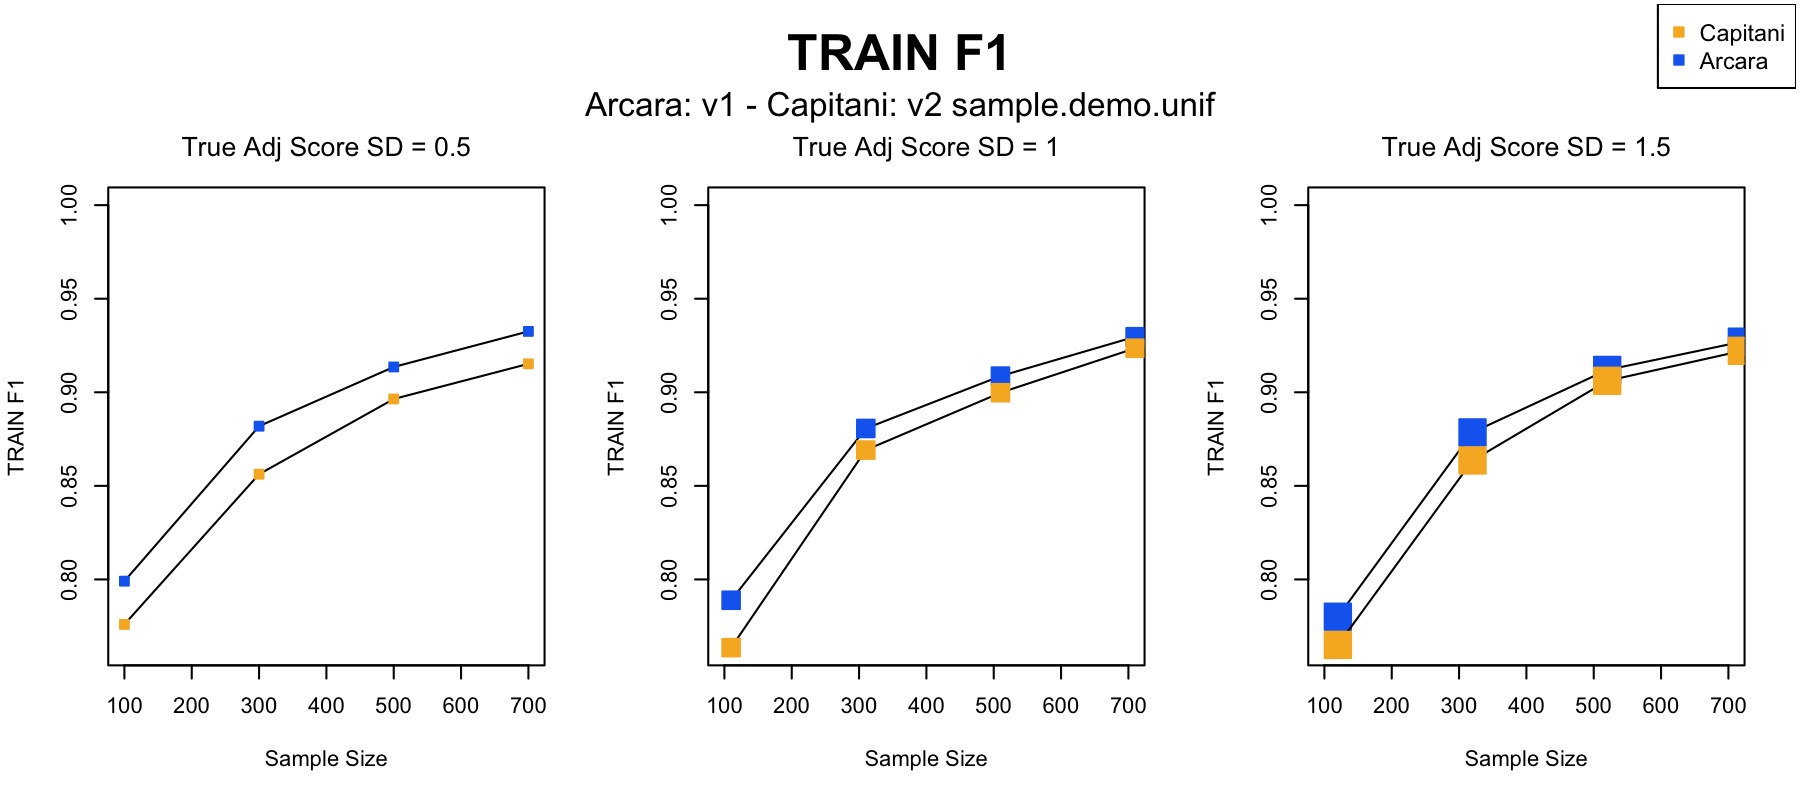 TRAIN F1
Arcara: v1 - Capitani: v2 sample.demo.unif
Capitani
Arcara
True Adj Score SD = 0.5
TRAIN F1
1.00
0.95
0.90
0.85
0.80
100 200 300 400 500 600 700
Sample Size
True Adj Score SD = 1
TRAIN F1
1.00
0.95
0.90
0.85
0.80
100 200 300 400 500 600 700
Sample Size
True Adj Score SD = 1.5
TRAIN F1
1.00
0.95
0.90
0.85
0.80
100 200 300 400 500 600 700
Sample Size